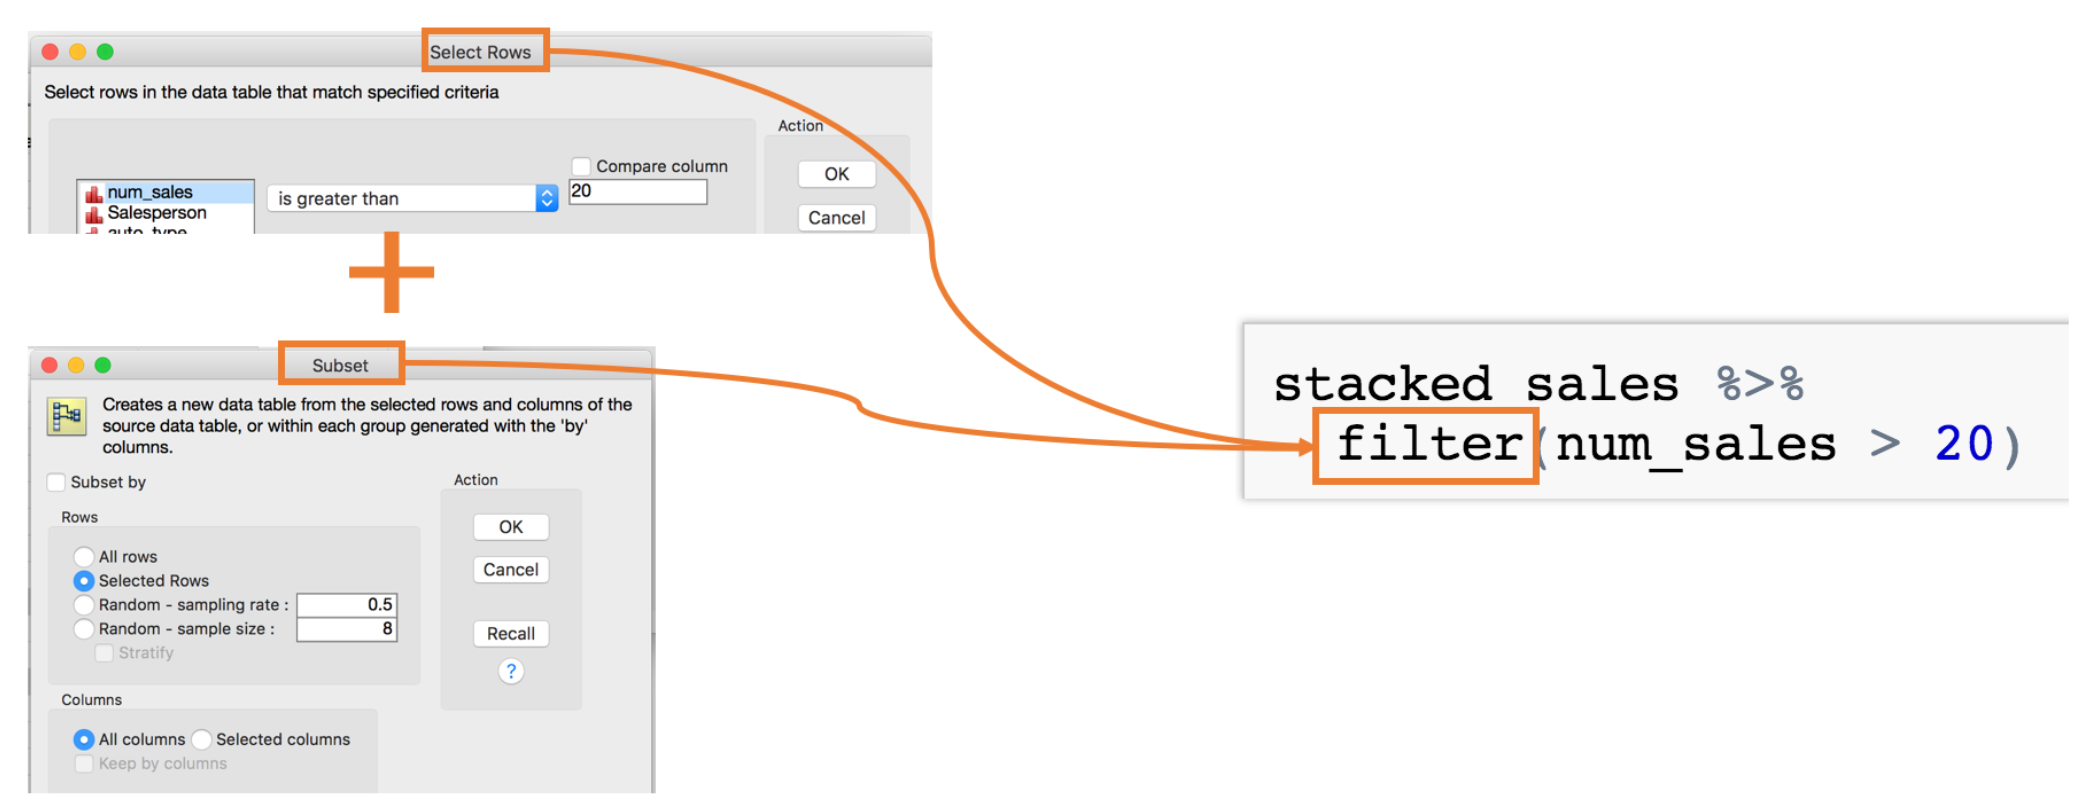 Select Rows
Select rows in the data table that match specified criteria
Action
Compare column
OK
num_sales
is greater than
20
Salesperson
Cancel
auto_type
Subset
Creates a new data table from the selected rows and columns of the
source data table, or within each group generated with the 'by'
columns.
Subset by
Action
Rows
OK
All rows
Cancel
Selected Rows
Random - sampling rate : 0.5
Random - sample size : 8
Recall
Stratify
?
Columns
All columns Selected columns
Keep by columns
stacked sales %>%
filter(num_sales > 20)